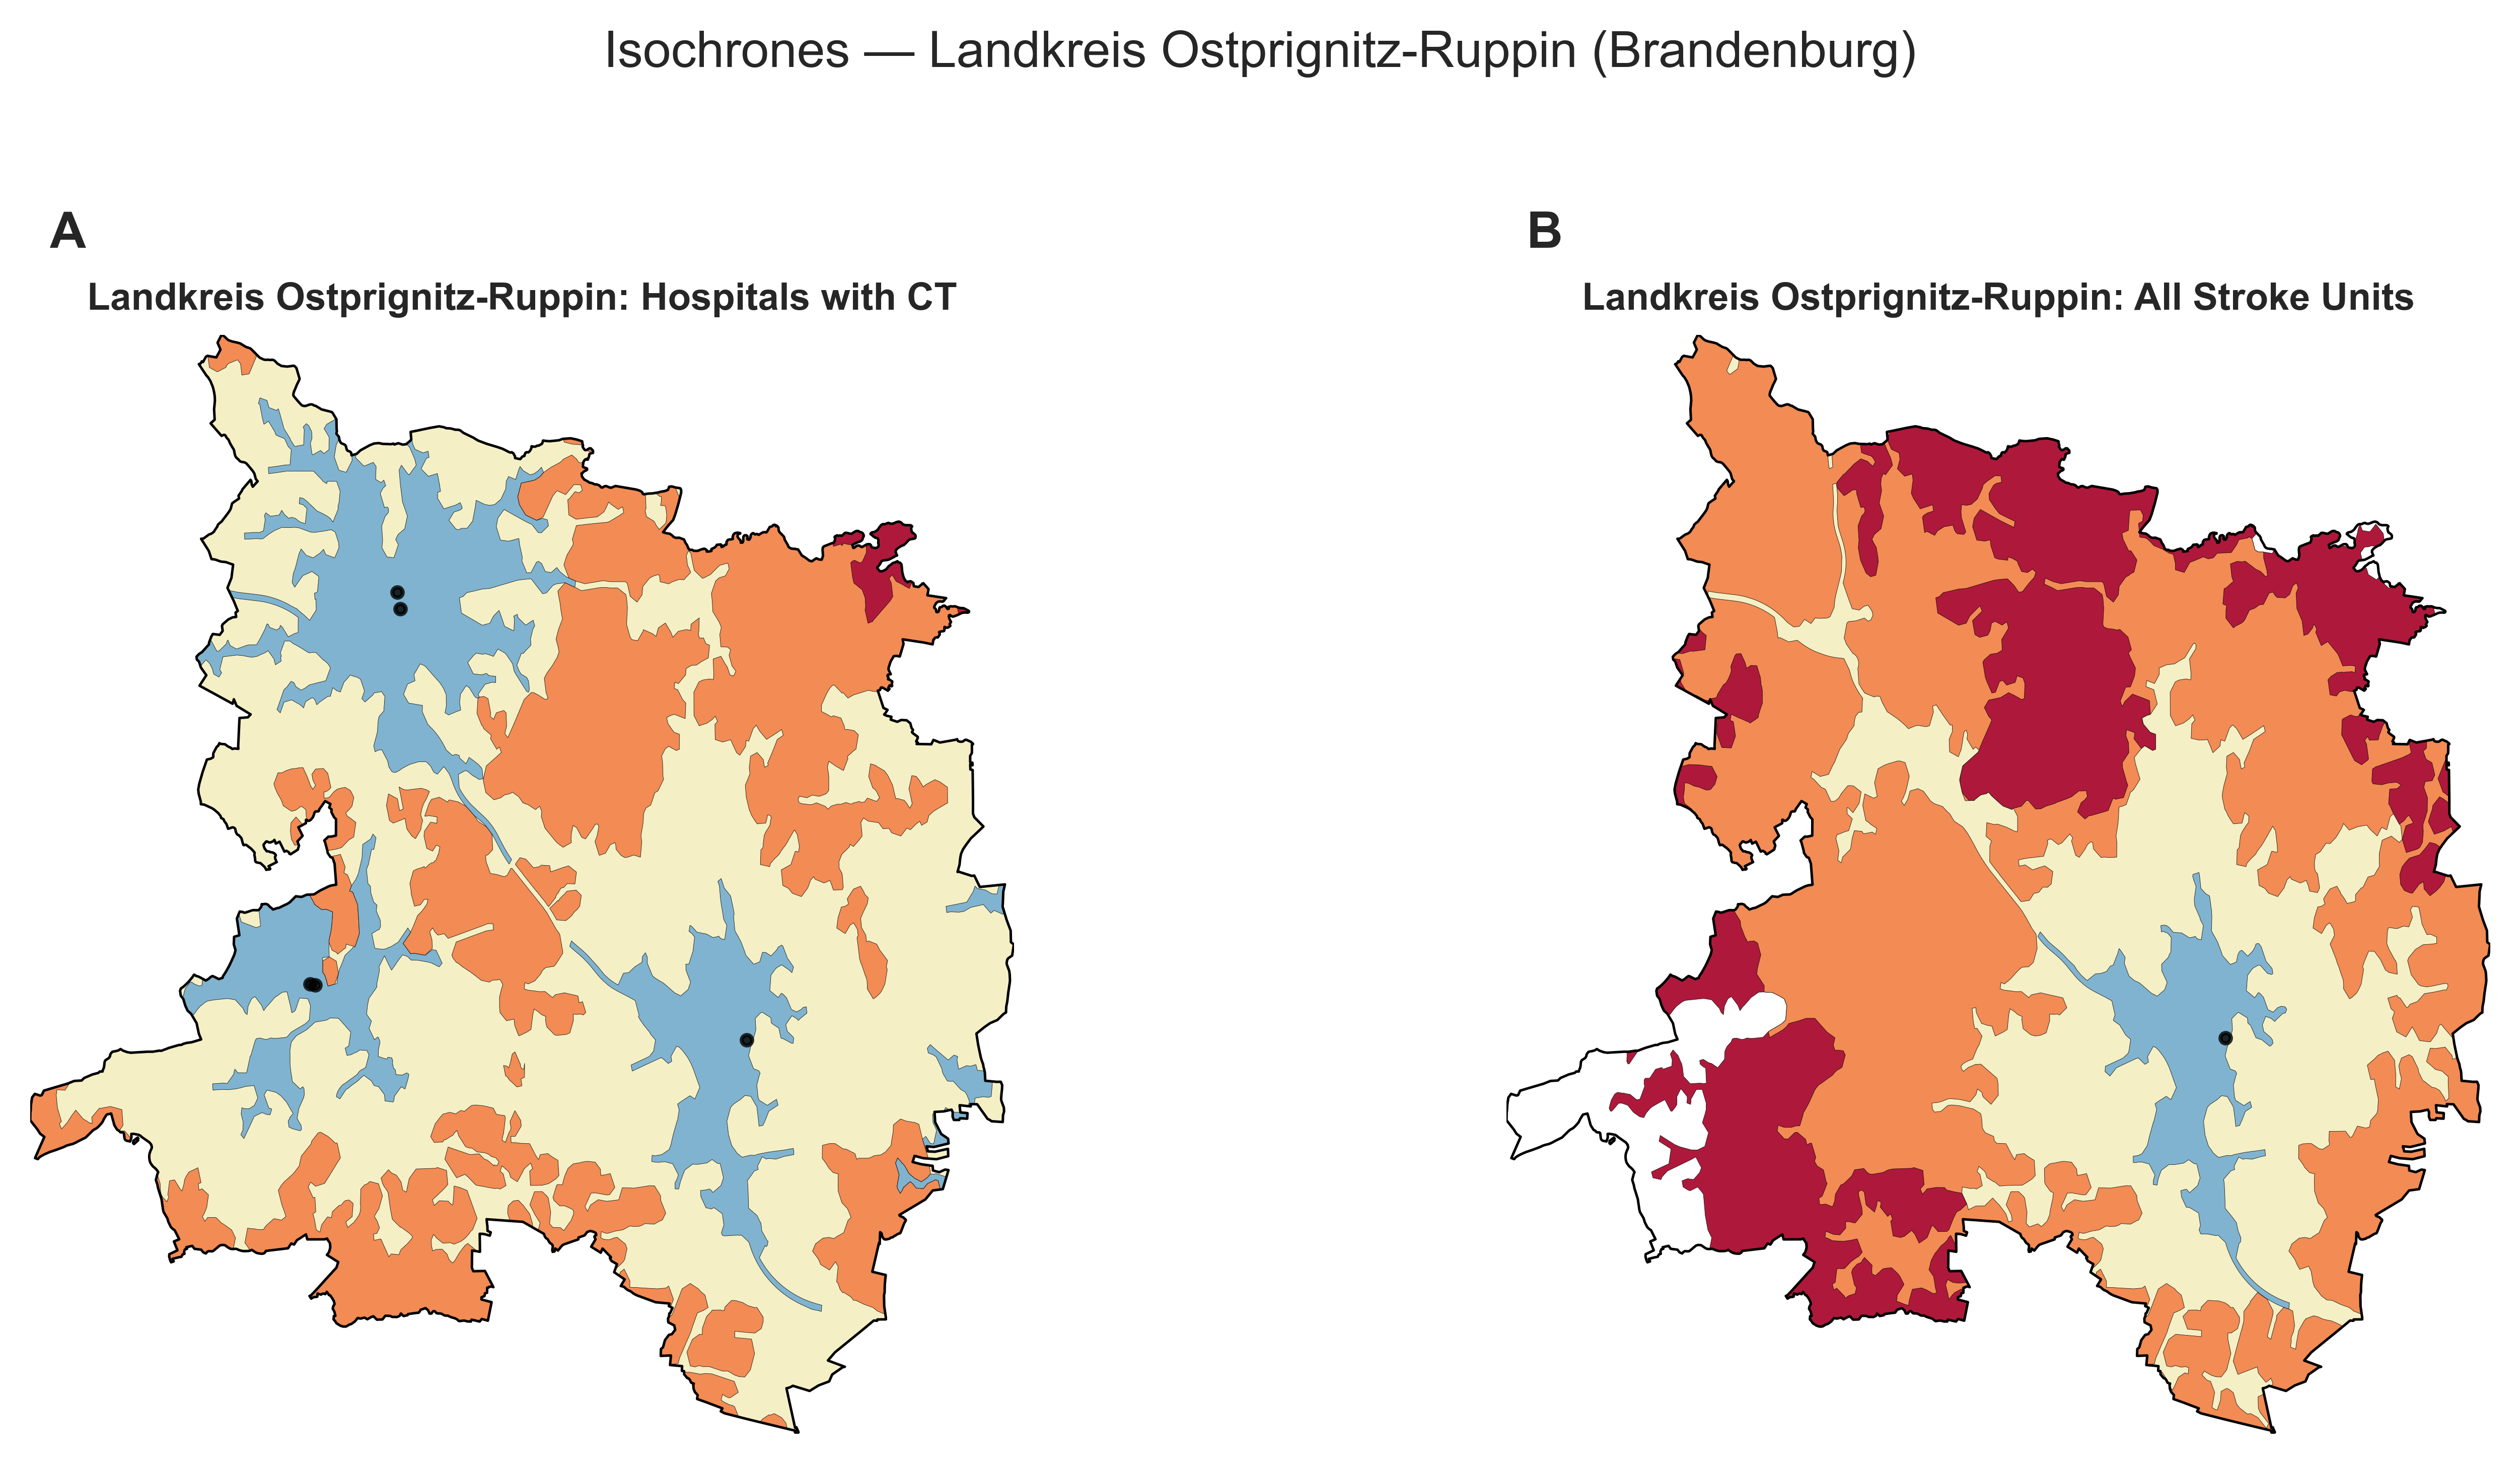 Isochrones — Landkreis Ostprignitz-Ruppin (Brandenburg)
A
Landkreis Ostprignitz-Ruppin: Hospitals with CT
B
Landkreis Ostprignitz-Ruppin: All Stroke Units